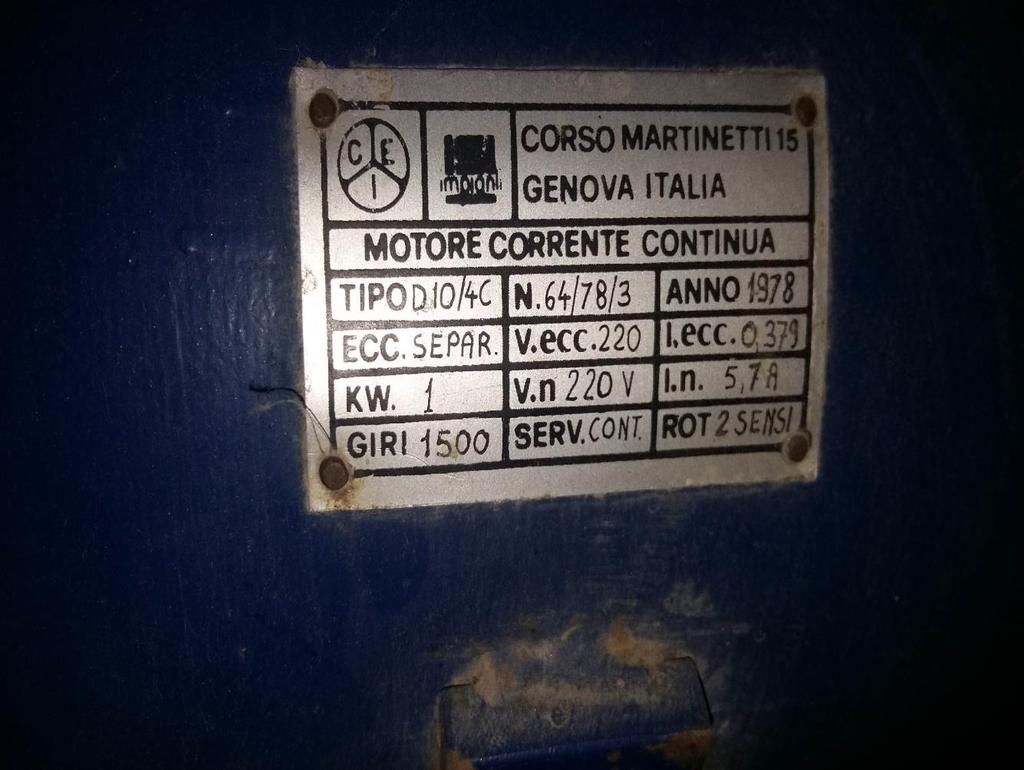 C E I
CORSO MARTINETTI 15
GENOVA ITALIA
MOTORE CORRENTE CONTINUA
TIPO D10/4C N. 64/78/3 ANNO 1978
ECC. SEPAR. V.ecc. 220 I.ecc. 0,379
KW. 1 V.n 220 V I.n. 5,7 A
GIRI 1500 SERV. CONT. ROT 2 SENSI